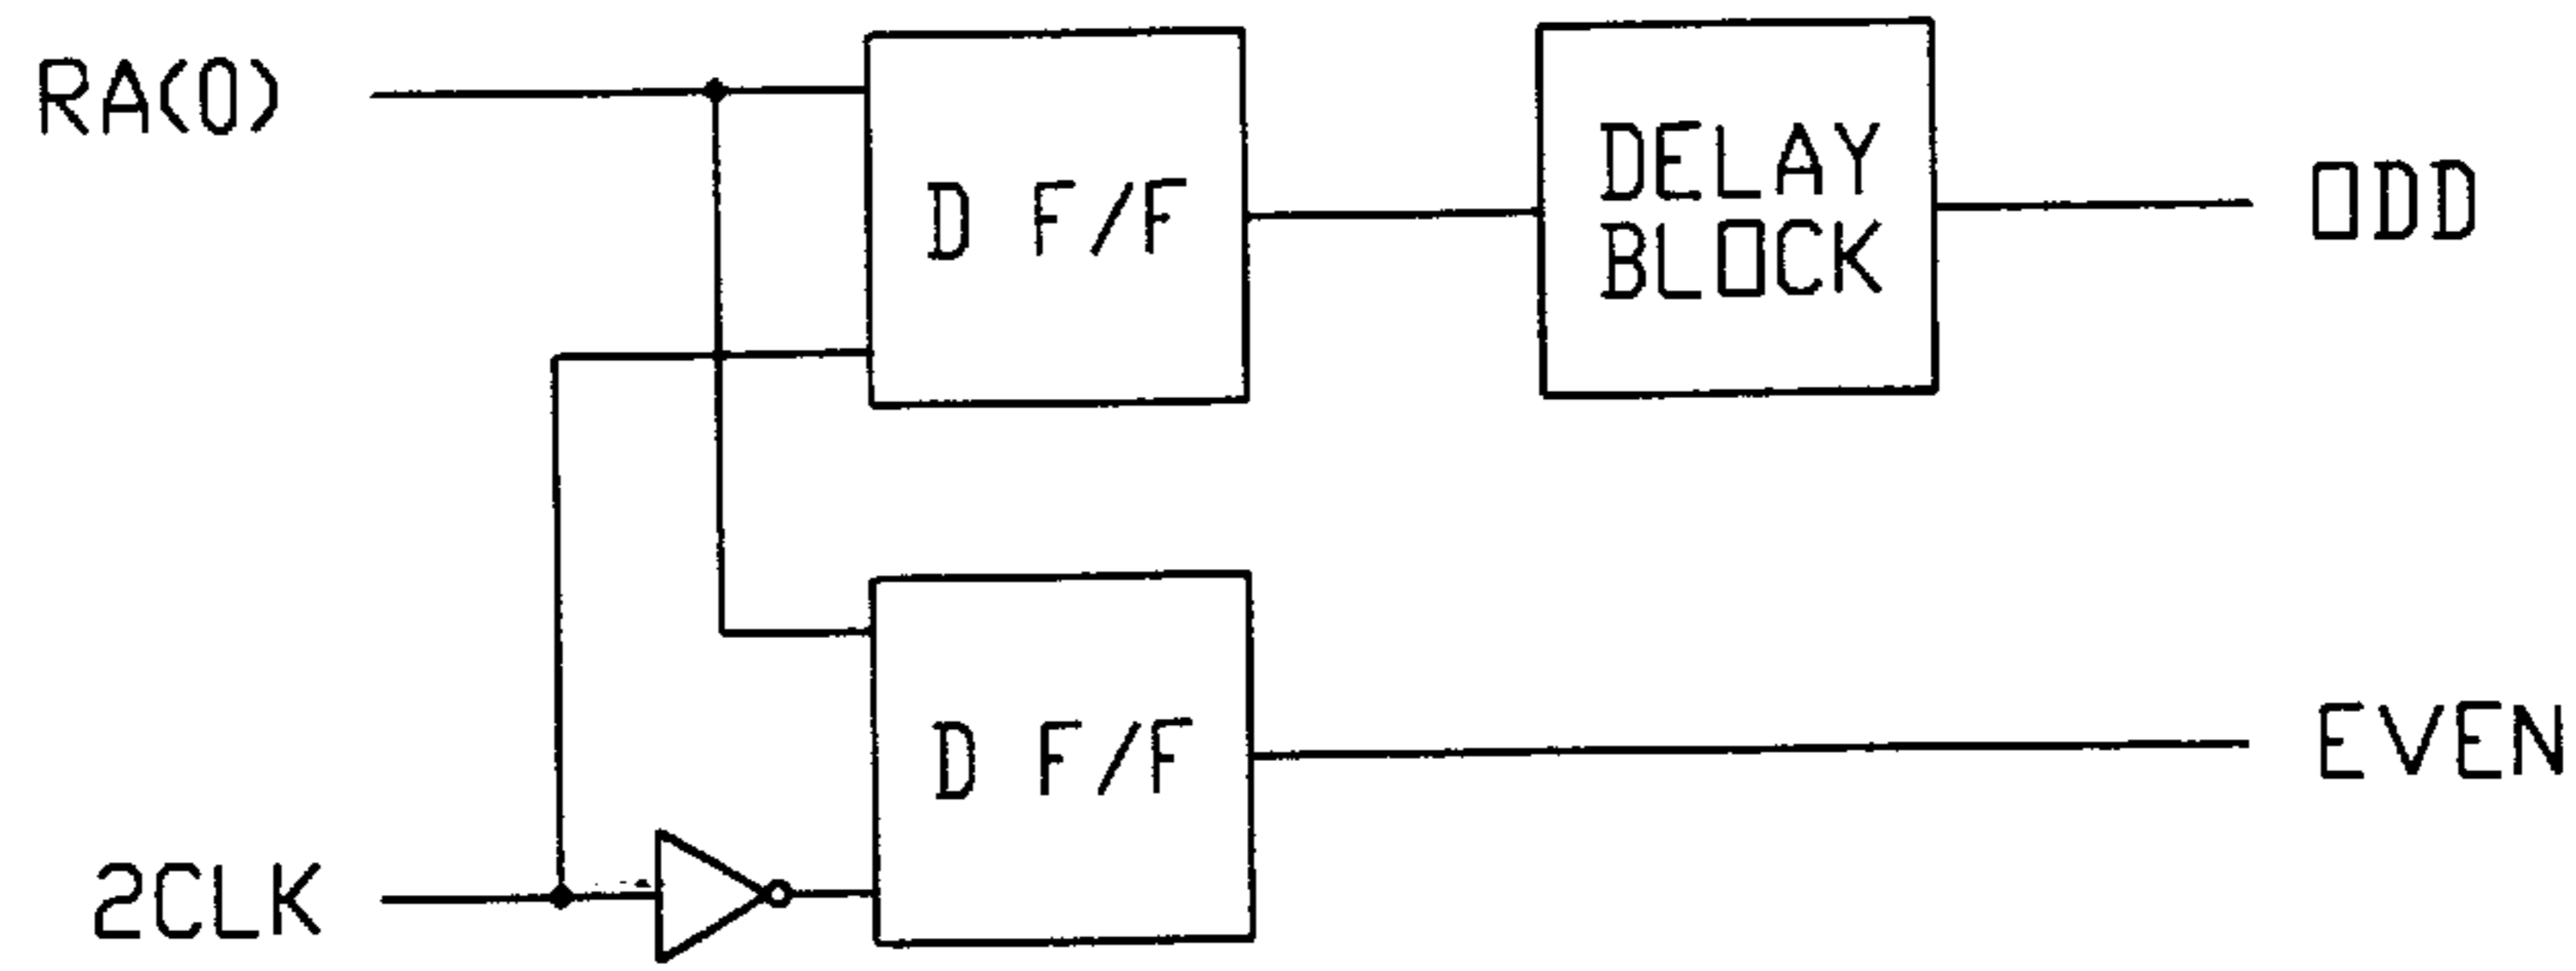 RA(0)
D F/F
DELAY
BLOCK
ODD
D F/F
EVEN
2CLK